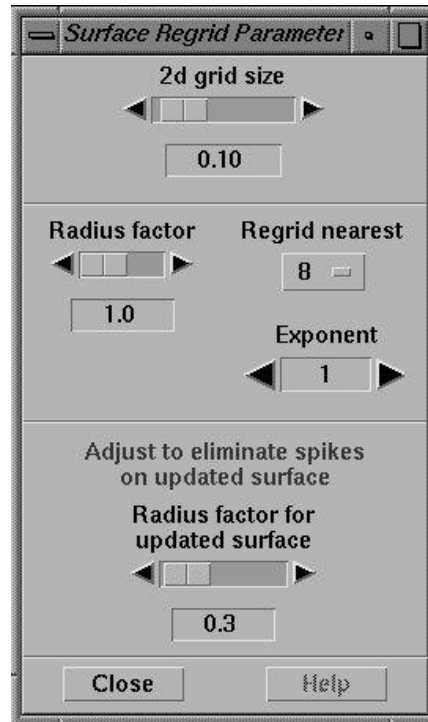 Surface Regrid Parameter
2d grid size
0.10
Radius factor
Regrid nearest
8
1.0
Exponent
1
Adjust to eliminate spikes
on updated surface
Radius factor for
updated surface
0.3
Close
Help